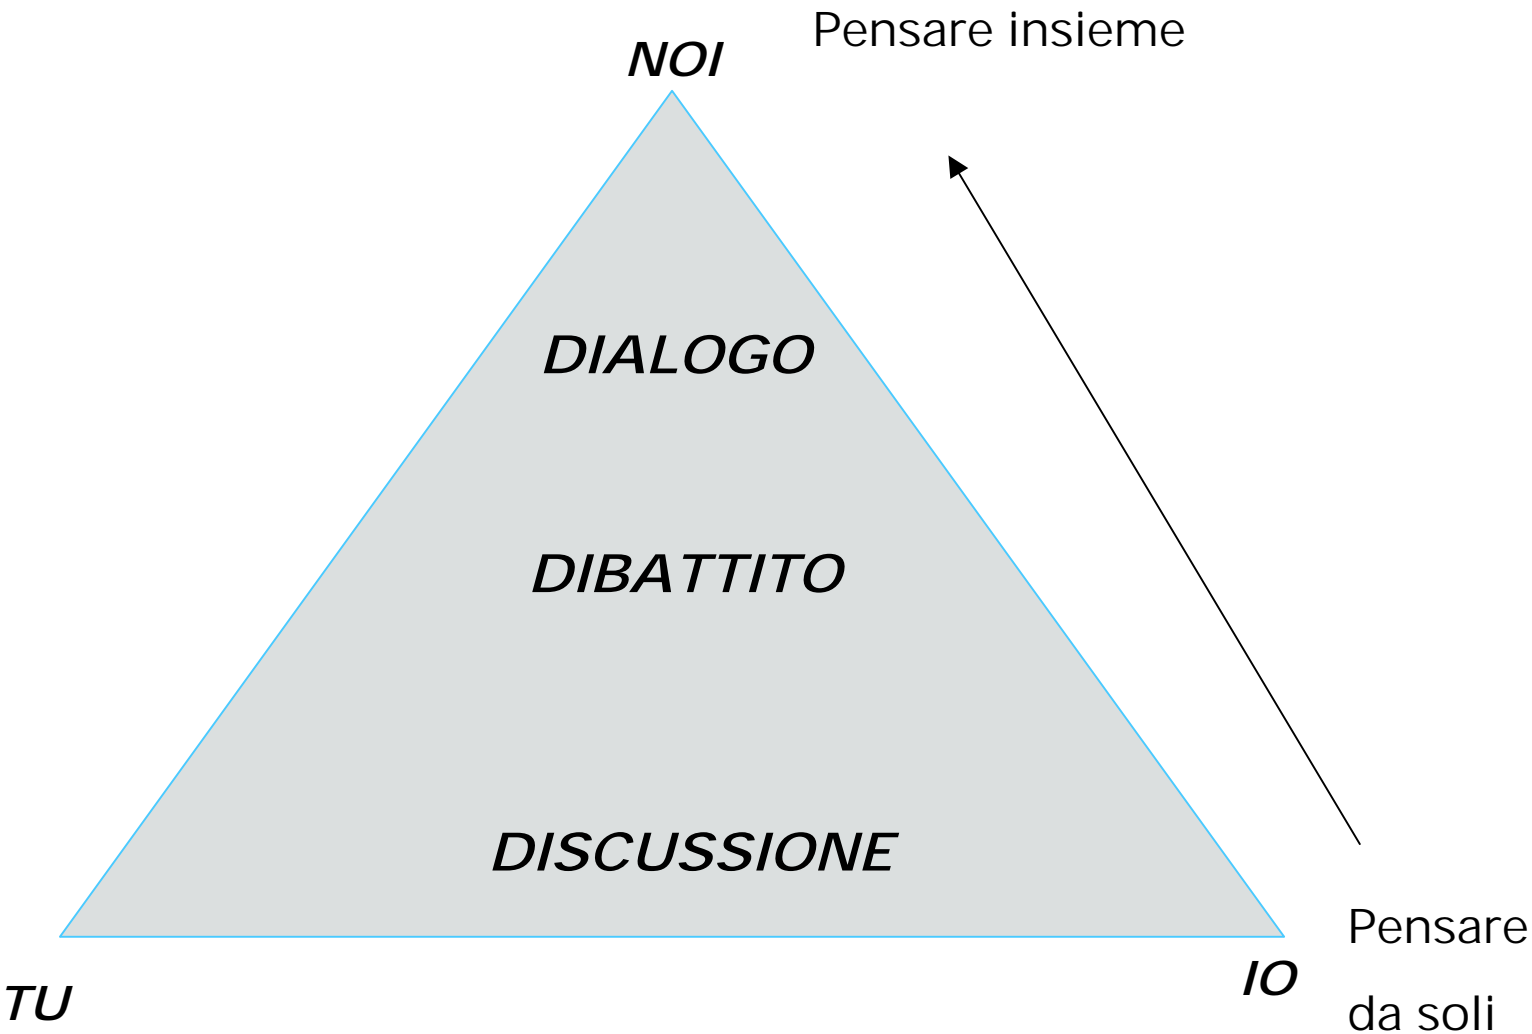 Pensare insieme
NOI
DIALOGO
DIBATTITO
DISCUSSIONE
Pensare
da soli
IO
TU